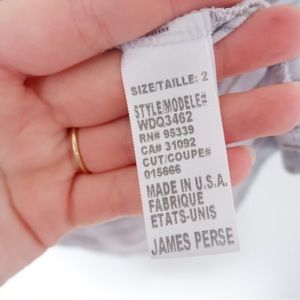 SIZE/TAILLE: 2
STYLE/MODELE#
WDQ3462
RN# 95339
CA# 31092
CUT/COUPE#
015666
MADE IN U.S.A.
FABRIQUE
ETATS-UNIS
JAMES PERSE